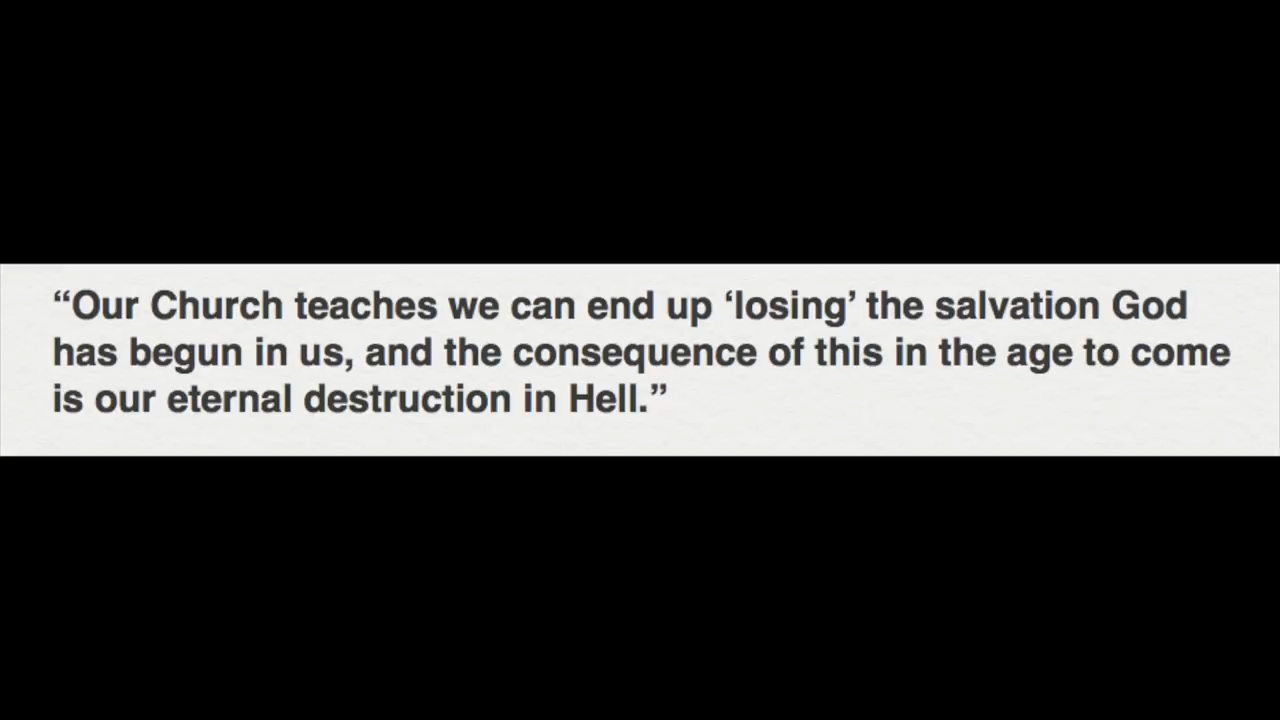 “Our Church teaches we can end up ‘losing’ the salvation God
has begun in us, and the consequence of this in the age to come
is our eternal destruction in Hell.”